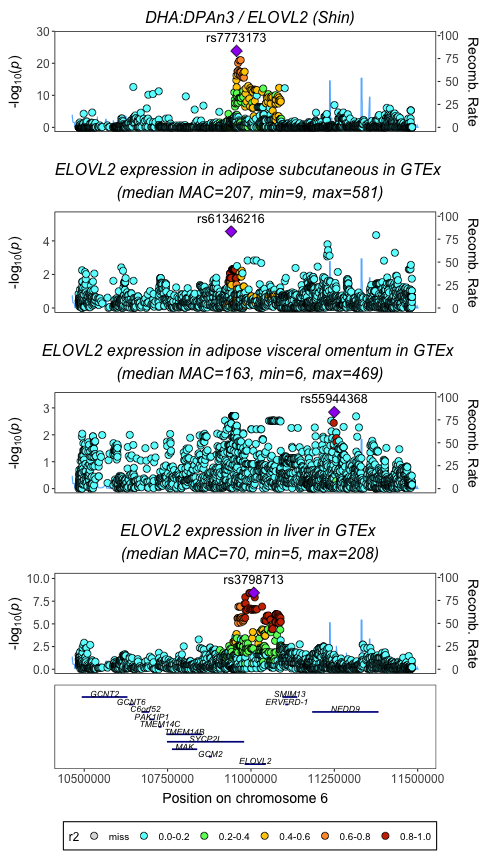 DHA:DPAn3 / ELOVL2 (Shin)
rs7773173
30
20
10
0
-log10(p)
100
75
50
25
0
Recomb. Rate
ELOVL2 expression in adipose subcutaneous in GTEx
(median MAC=207, min=9, max=581)
rs61346216
4
2
0
-log10(p)
100
75
50
25
0
Recomb. Rate
ELOVL2 expression in adipose visceral omentum in GTEx
(median MAC=163, min=6, max=469)
rs55944368
3
2
1
0
-log10(p)
100
75
50
25
0
Recomb. Rate
ELOVL2 expression in liver in GTEx
(median MAC=70, min=5, max=208)
rs3798713
10.0
7.5
5.0
2.5
0.0
-log10(p)
100
75
50
25
0
Recomb. Rate
GCNT2
SMIM13
GCNT6
ERVFRD-1
C6orf52
NEDD9
PAK1IP1
TMEM14C
TMEM14B
SYCP2L
MAK
GCM2
ELOVL2
10500000 10750000 11000000 11250000 11500000
Position on chromosome 6
r2 miss 0.0-0.2 0.2-0.4 0.4-0.6 0.6-0.8 0.8-1.0